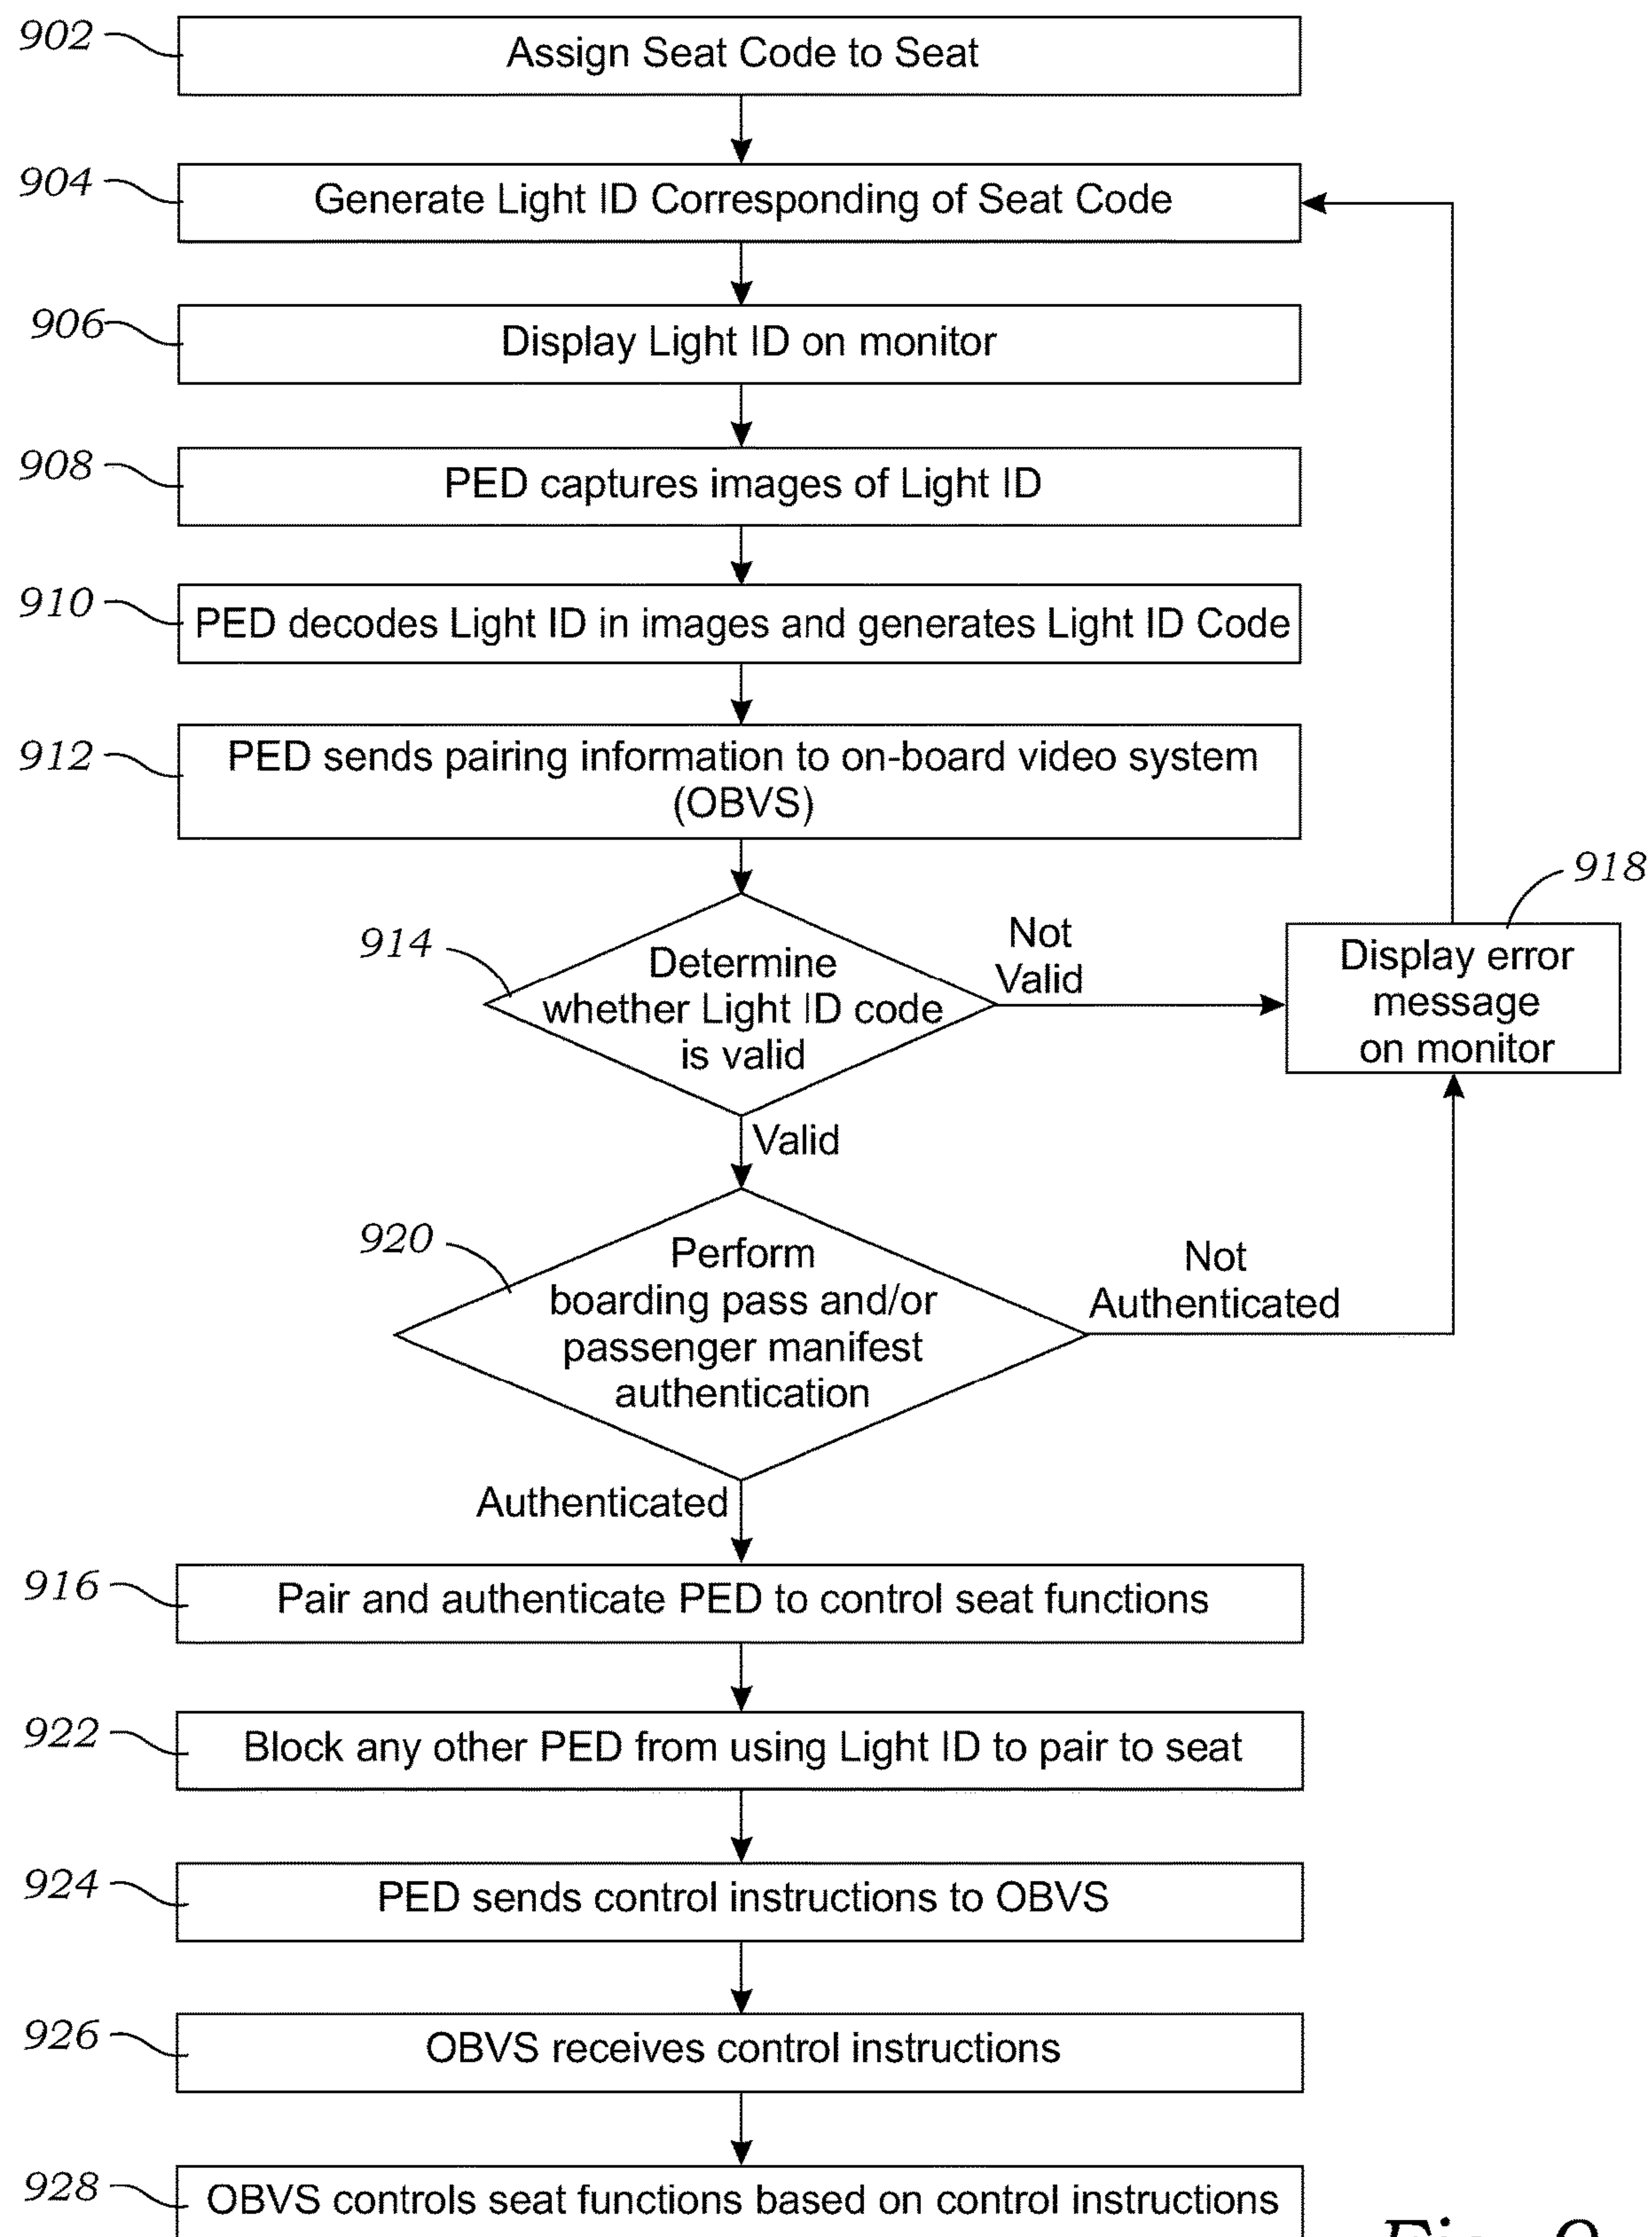 902
Assign Seat Code to Seat
904
Generate Light ID Corresponding of Seat Code
906
Display Light ID on monitor
908
PED captures images of Light ID
910
PED decodes Light ID in images and generates Light ID Code
912
PED sends pairing information to on-board video system
(OBVS)
914
Determine
whether Light ID code
is valid
Not
Valid
918
Display error
message
on monitor
Valid
920
Perform
boarding pass and/or
passenger manifest
authentication
Not
Authenticated
Authenticated
916
Pair and authenticate PED to control seat functions
922
Block any other PED from using Light ID to pair to seat
924
PED sends control instructions to OBVS
926
OBVS receives control instructions
928
OBVS controls seat functions based on control instructions